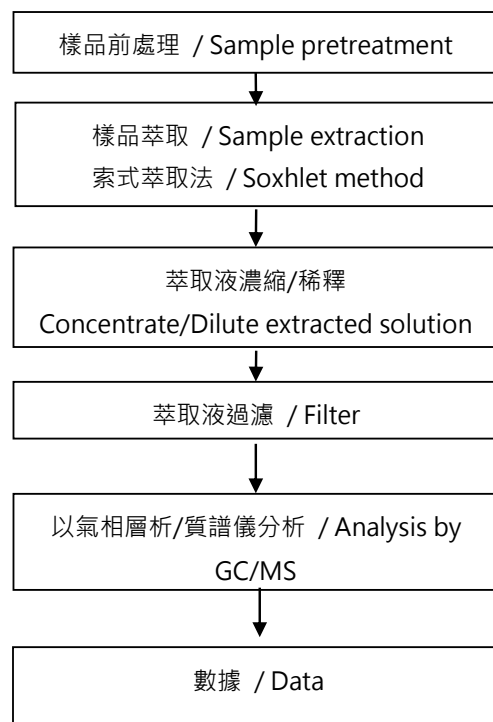 樣品前處理 / Sample pretreatment
樣品萃取 / Sample extraction
索式萃取法 / Soxhlet method
萃取液濃縮/稀釋
Concentrate/Dilute extracted solution
萃取液過濾 / Filter
以氣相層析/質譜儀分析 / Analysis by
GC/MS
數據 / Data